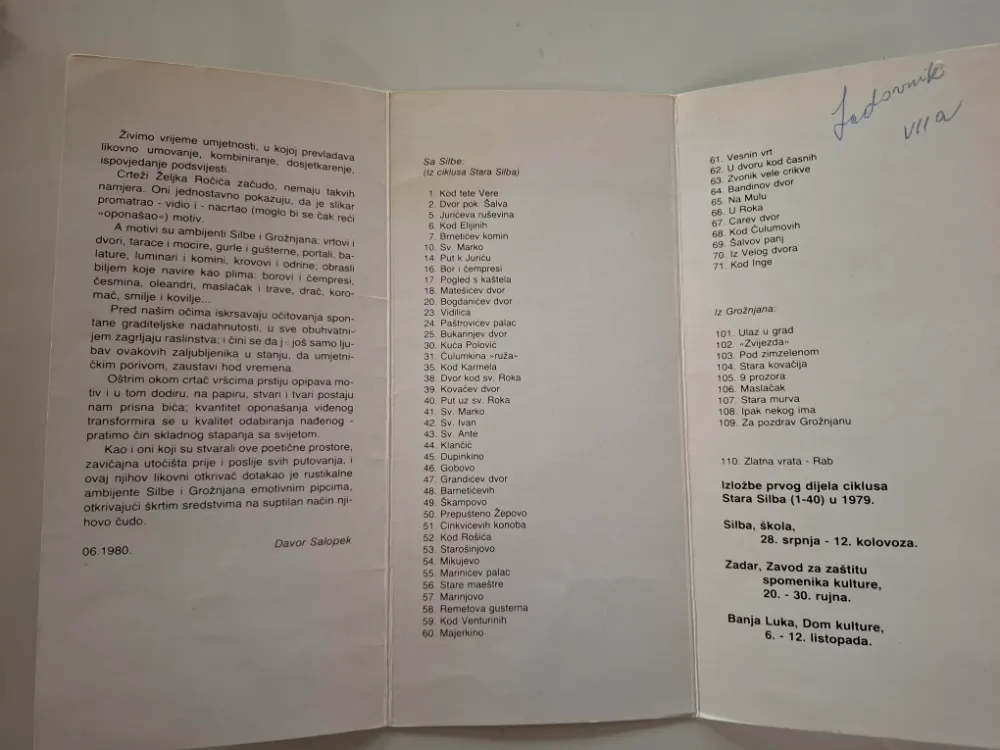 Živimo vrijeme umjetnosti, u kojoj prevladava
likovno umovanje, kombiniranje, dosjetkarenje,
ispovjedanje podsvijesti.
Crteži Željka Ročića začudo, nemaju takvih
namjera. Oni jednostavno pokazuju, da je slikar
promatrao - vidio i - nacrtao (moglo bi se čak reći
»oponašao«) motiv.
A motivi su ambijenti Silbe i Grožnjana: vrtovi i
dvori, tarace i mocire, gurle i gušterne, portali, ba-
lature, luminari i komini, krovovi i odrine; obrasli
biljem koje navire kao plima: borovi i čempresi,
česmina, oleandri, maslačak i trave, drač, koro-
mač, smilje i kovilje...
Pred našim očima iskrsavaju očitovanja spon-
tane graditeljske nadahnutosti, u sve obuhvatni-
jem zagrljaju raslinstva; i čini se da j : još samo lju-
bav ovakovih zaljubljenika u stanju, da umjetni-
čkim porivom, zaustavi hod vremena.
Oštrim okom crtač vršcima prstiju opipava mo-
tiv i u tom dodiru, na papiru, stvari i tvari postaju
nam prisna bića; kvantitet oponašanja viđenog
transformira se u kvalitet odabiranja nađenog -
pratimo čin skladnog stapanja sa svijetom.
Kao i oni koji su stvarali ove poetične prostore,
zavičajna utočišta prije i poslije svih putovanja, i
ovaj njihov likovni otkrivač dotakao je rustikalne
ambijente Silbe i Grožnjana emotivnim pipcima,
otkrivajući škrtim sredstvima na suptilan način nji-
hovo čudo.
06.1980.
Davor Salopek
Sa Silbe:
(Iz ciklusa Stara Silba)
1. Kod tete Vere
2. Dvor pok. Šalva
5. Jurićeva ruševina
6. Kod Elijinih
7. Brnetićev komin
10. Sv. Marko
14. Put k Juriću
16. Bor i čempresi
17. Pogled s kaštela
18. Matešićev dvor
20. Bogdanićev dvor
23. Vidilica
24. Paštrovićev palac
25. Bukarinjev dvor
30. Kuća Polović
31. Čulumkina »ruža«
35. Kod Karmela
38. Dvor kod sv. Roka
39. Kovačev dvor
40. Put uz sv. Roka
41. Sv. Marko
42. Sv. Ivan
43. Sv. Ante
44. Klančić
45. Dupinkino
46. Gobovo
47. Grandićev dvor
48. Barnetićevih
49. Škampovo
50. Prepušteno Žepovo
51. Cinkvićevih konoba
52. Kod Rošića
53. Starošinjovo
54. Mikujevo
55. Marinićev palac
56. Stare maeštre
57. Marinjovo
58. Remetova gusterna
59. Kod Venturinih
60. Majerkino
VII a
61. Vesnin vrt
62. U dvoru kod časnih
63. Zvonik vele crikve
64. Bandinov dvor
65. Na Mulu
66. U Roka
67. Carev dvor
68. Kod Čulumovih
69. Šalvov panj
70. Iz Velog dvora
71. Kod Inge
Iz Grožnjana:
101. Ulaz u grad
102. »Zvijezda»
103. Pod zimzelenom
104. Stara kovačija
105. 9 prozora
106. Maslačak
107. Stara murva
108. Ipak nekog ima
109. Za pozdrav Grožnjanu
110. Zlatna vrata - Rab
Izložbe prvog dijela ciklusa
Stara Silba (1-40) u 1979.
Silba, škola,
28. srpnja - 12. kolovoza.
Zadar, Zavod za zaštitu
spomenika kulture,
20. - 30. rujna.
Banja Luka, Dom kulture,
6. - 12. listopada.